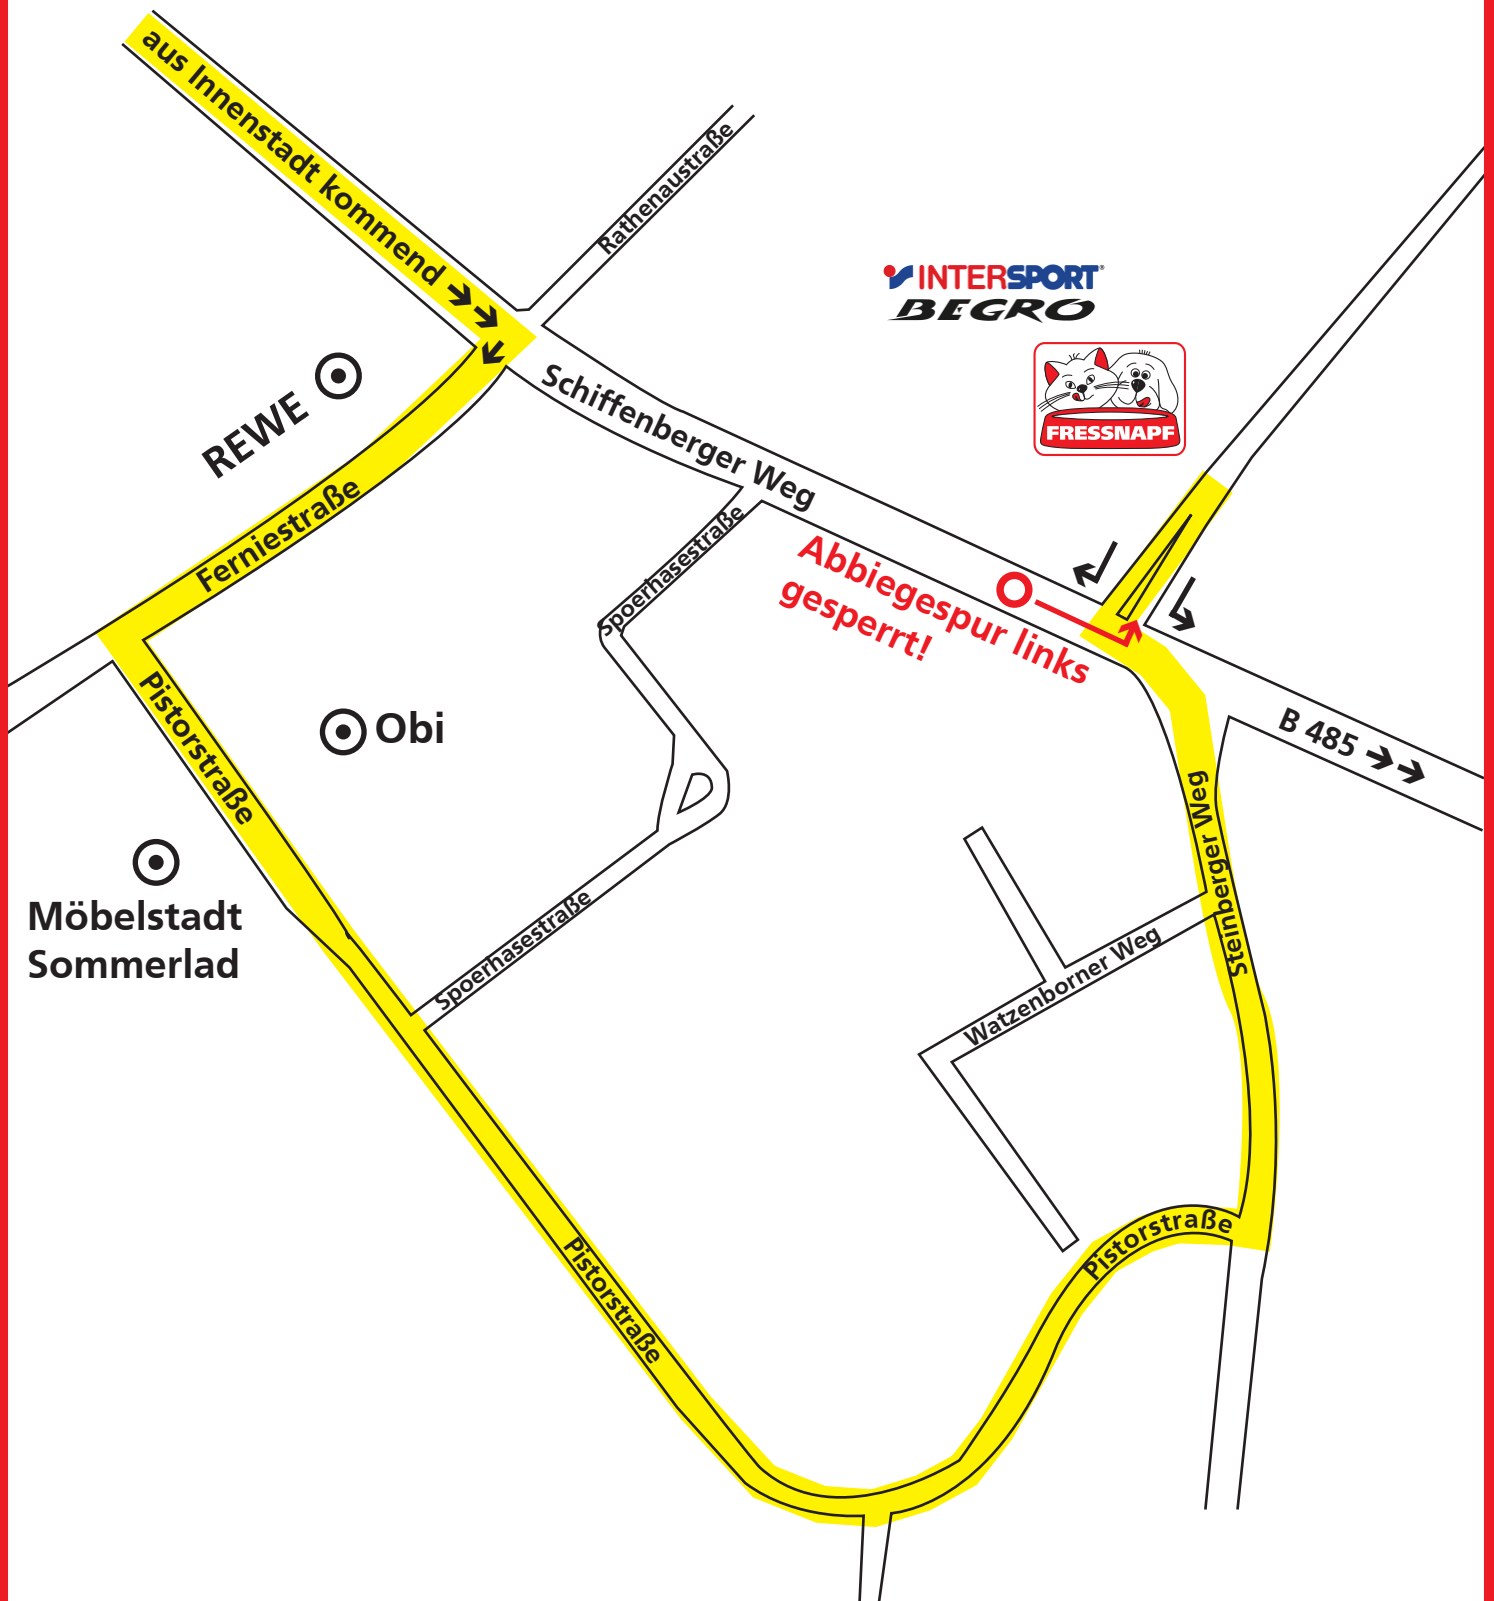 aus Innenstadt kommend
Rathenaustraße
INTERSPORT®
BEGRO
FRESSNAPF
REWE
Schiffenberger Weg
Ferniestraße
Spoerhasestraße
Abbiegespur links
gesperrt!
Pistorstraße
Obi
B 485
Steinberger Weg
Möbelstadt
Sommerlad
Spoerhasestraße
Watzenborner Weg
Pistorstraße
Pistorstraße